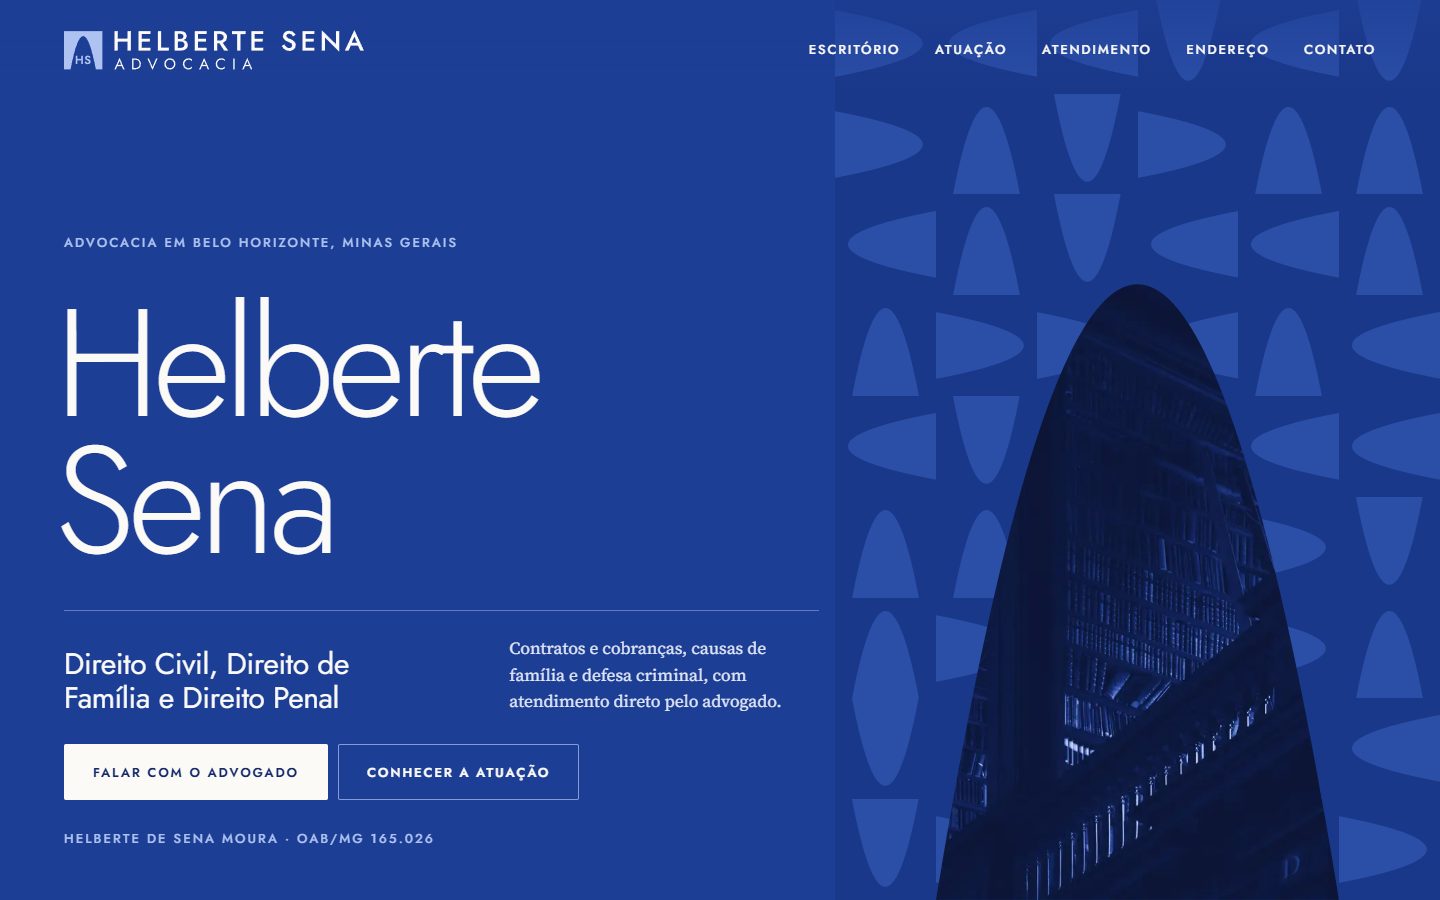 HS
HELBERTE SENA
ADVOCACIA
ESCRITÓRIO ATUAÇÃO ATENDIMENTO ENDEREÇO CONTATO
ADVOCACIA EM BELO HORIZONTE, MINAS GERAIS
Helberte
Sena
Direito Civil, Direito de
Família e Direito Penal
Contratos e cobranças, causas de
família e defesa criminal, com
atendimento direto pelo advogado.
FALAR COM O ADVOGADO
CONHECER A ATUAÇÃO
HELBERTE DE SENA MOURA · OAB/MG 165.026